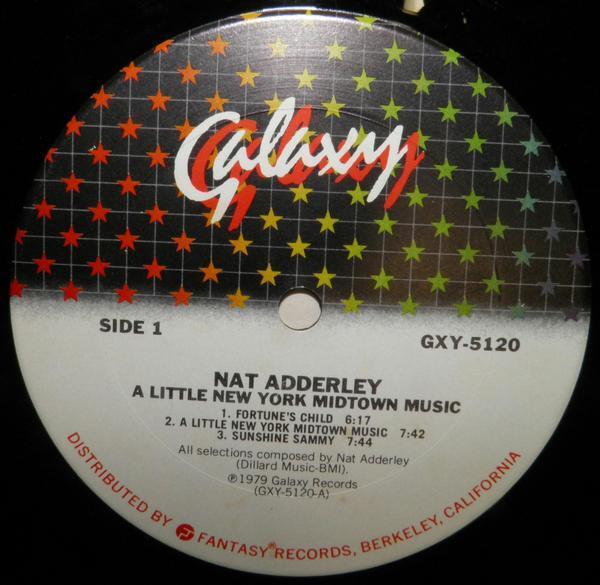 Galaxy
SIDE 1
GXY-5120
NAT ADDERLEY
A LITTLE NEW YORK MIDTOWN MUSIC
1. FORTUNE'S CHILD 6:17
2. A LITTLE NEW YORK MIDTOWN MUSIC 7:42
3. SUNSHINE SAMMY 7:44
All selections composed by Nat Adderley
(Dillard Music-BMI).
℗1979 Galaxy Records
(GXY-5120-A)
DISTRIBUTED BY FANTASY® RECORDS, BERKELEY, CALIFORNIA